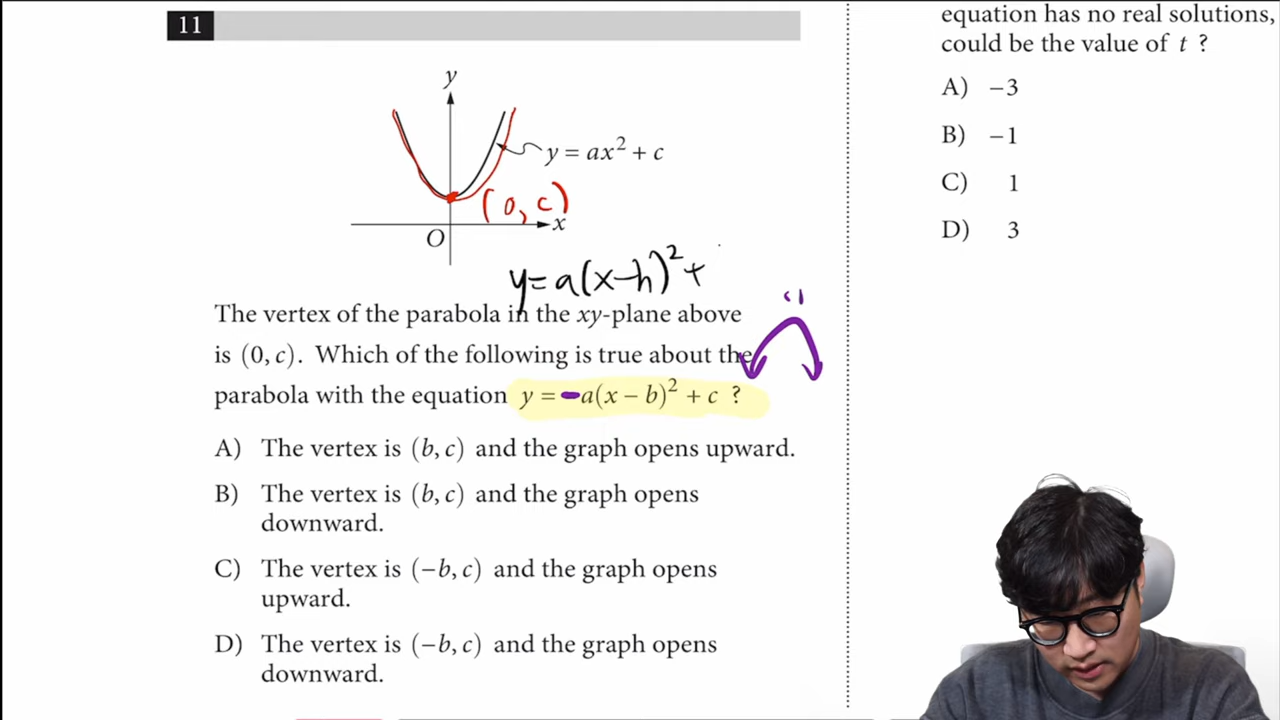 11
y
y = ax² + c
(0, c)
x
O
y=a(x-h)²+
The vertex of the parabola in the xy-plane above
is (0, c). Which of the following is true about the
parabola with the equation y = −a(x − b)² + c ?
A) The vertex is (b, c) and the graph opens upward.
B) The vertex is (b, c) and the graph opens
downward.
C) The vertex is (−b, c) and the graph opens
upward.
D) The vertex is (−b, c) and the graph opens
downward.
equation has no real solutions,
could be the value of t ?
A) −3
B) −1
C) 1
D) 3